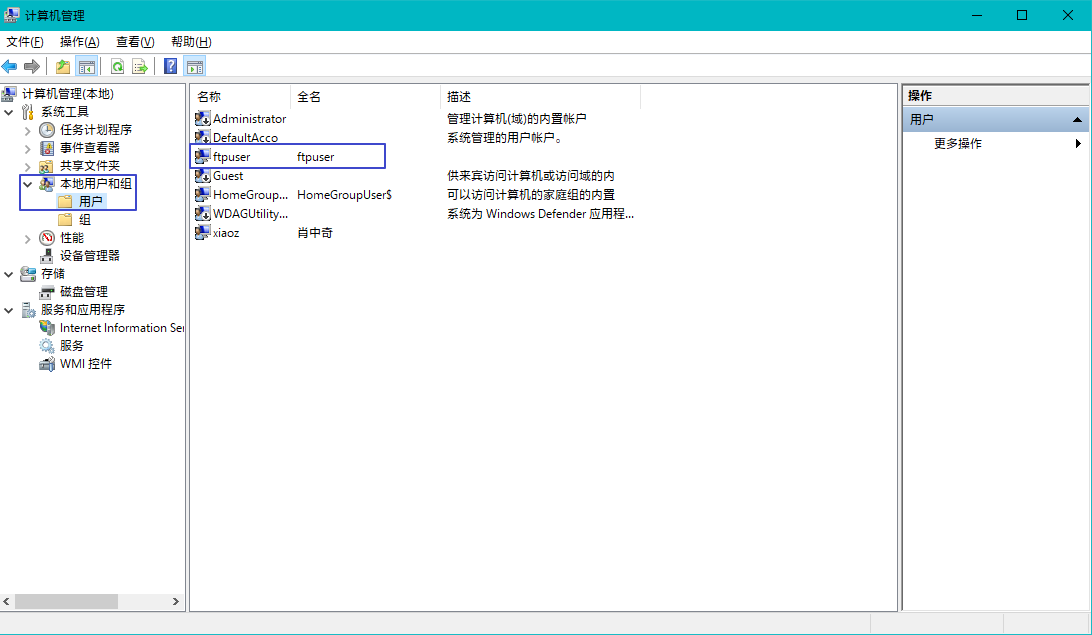 计算机管理
文件(F) 操作(A) 查看(V) 帮助(H)
计算机管理(本地)
系统工具
任务计划程序
事件查看器
共享文件夹
本地用户和组
用户
组
性能
设备管理器
存储
磁盘管理
服务和应用程序
Internet Information Ser
服务
WMI 控件
名称 全名 描述
Administrator 管理计算机(域)的内置帐户
DefaultAcco 系统管理的用户帐户。
ftpuser ftpuser
Guest 供来宾访问计算机或访问域的内
HomeGroup... HomeGroupUser$ 可以访问计算机的家庭组的内置
WDAGUtility... 系统为 Windows Defender 应用程...
xiaoz 肖中奇
操作
用户
更多操作